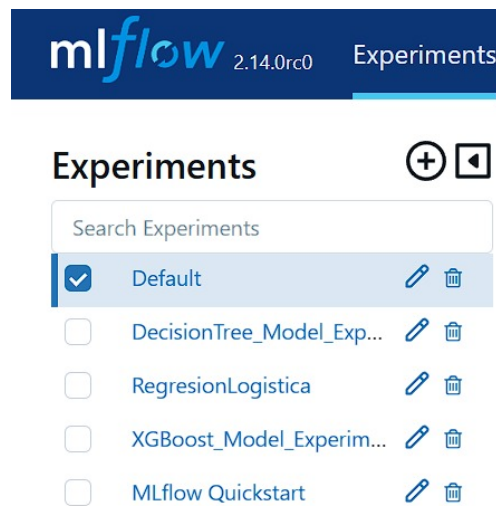 mlflow 2.14.0rc0 Experiments
Experiments
Search Experiments
Default
DecisionTree_Model_Exp...
RegresionLogistica
XGBoost_Model_Experim...
MLflow Quickstart